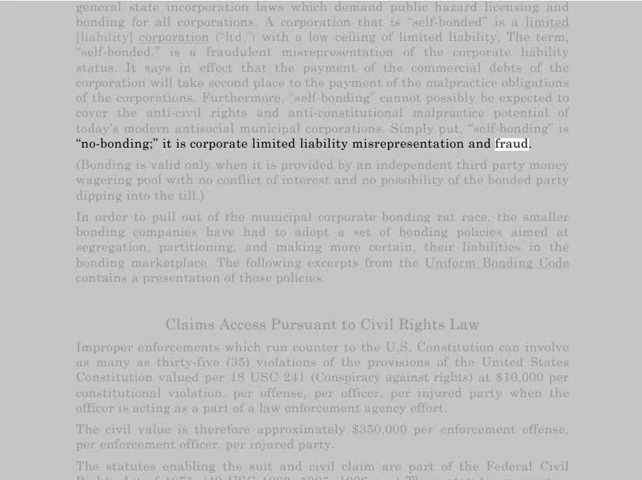 general state incorporation laws which demand public hazard licensing and
bonding for all corporations. A corporation that is “self-bonded” is a limited
[liability] corporation (“ltd.”) with a low ceiling of limited liability. The term,
“self-bonded,” is a fraudulent misrepresentation of the corporate liability
status. It says in effect that the payment of the commercial debts of the
corporation will take second place to the payment of the malpractice obligations
of the corporations. Furthermore, “self-bonding” cannot possibly be expected to
cover the anti-civil rights and anti-constitutional malpractice potential of
today’s modern antisocial municipal corporations. Simply put, “self-bonding” is
“no-bonding;” it is corporate limited liability misrepresentation and fraud.
(Bonding is valid only when it is provided by an independent third party money
wagering pool with no conflict of interest and no possibility of the bonded party
dipping into the till.)
In order to pull out of the municipal corporate bonding rat race, the smaller
bonding companies have had to adopt a set of bonding policies aimed at
segregation, partitioning, and making more certain, their liabilities in the
bonding marketplace. The following excerpts from the Uniform Bonding Code
contains a presentation of those policies.
Claims Access Pursuant to Civil Rights Law
Improper enforcements which run counter to the U.S. Constitution can involve
as many as thirty-five (35) violations of the provisions of the United States
Constitution valued per 18 USC 241 (Conspiracy against rights) at $10,000 per
constitutional violation, per offense, per officer, per injured party when the
officer is acting as a part of a law enforcement agency effort.
The civil value is therefore approximately $350,000 per enforcement offense,
per enforcement officer, per injured party.
The statutes enabling the suit and civil claim are part of the Federal Civil